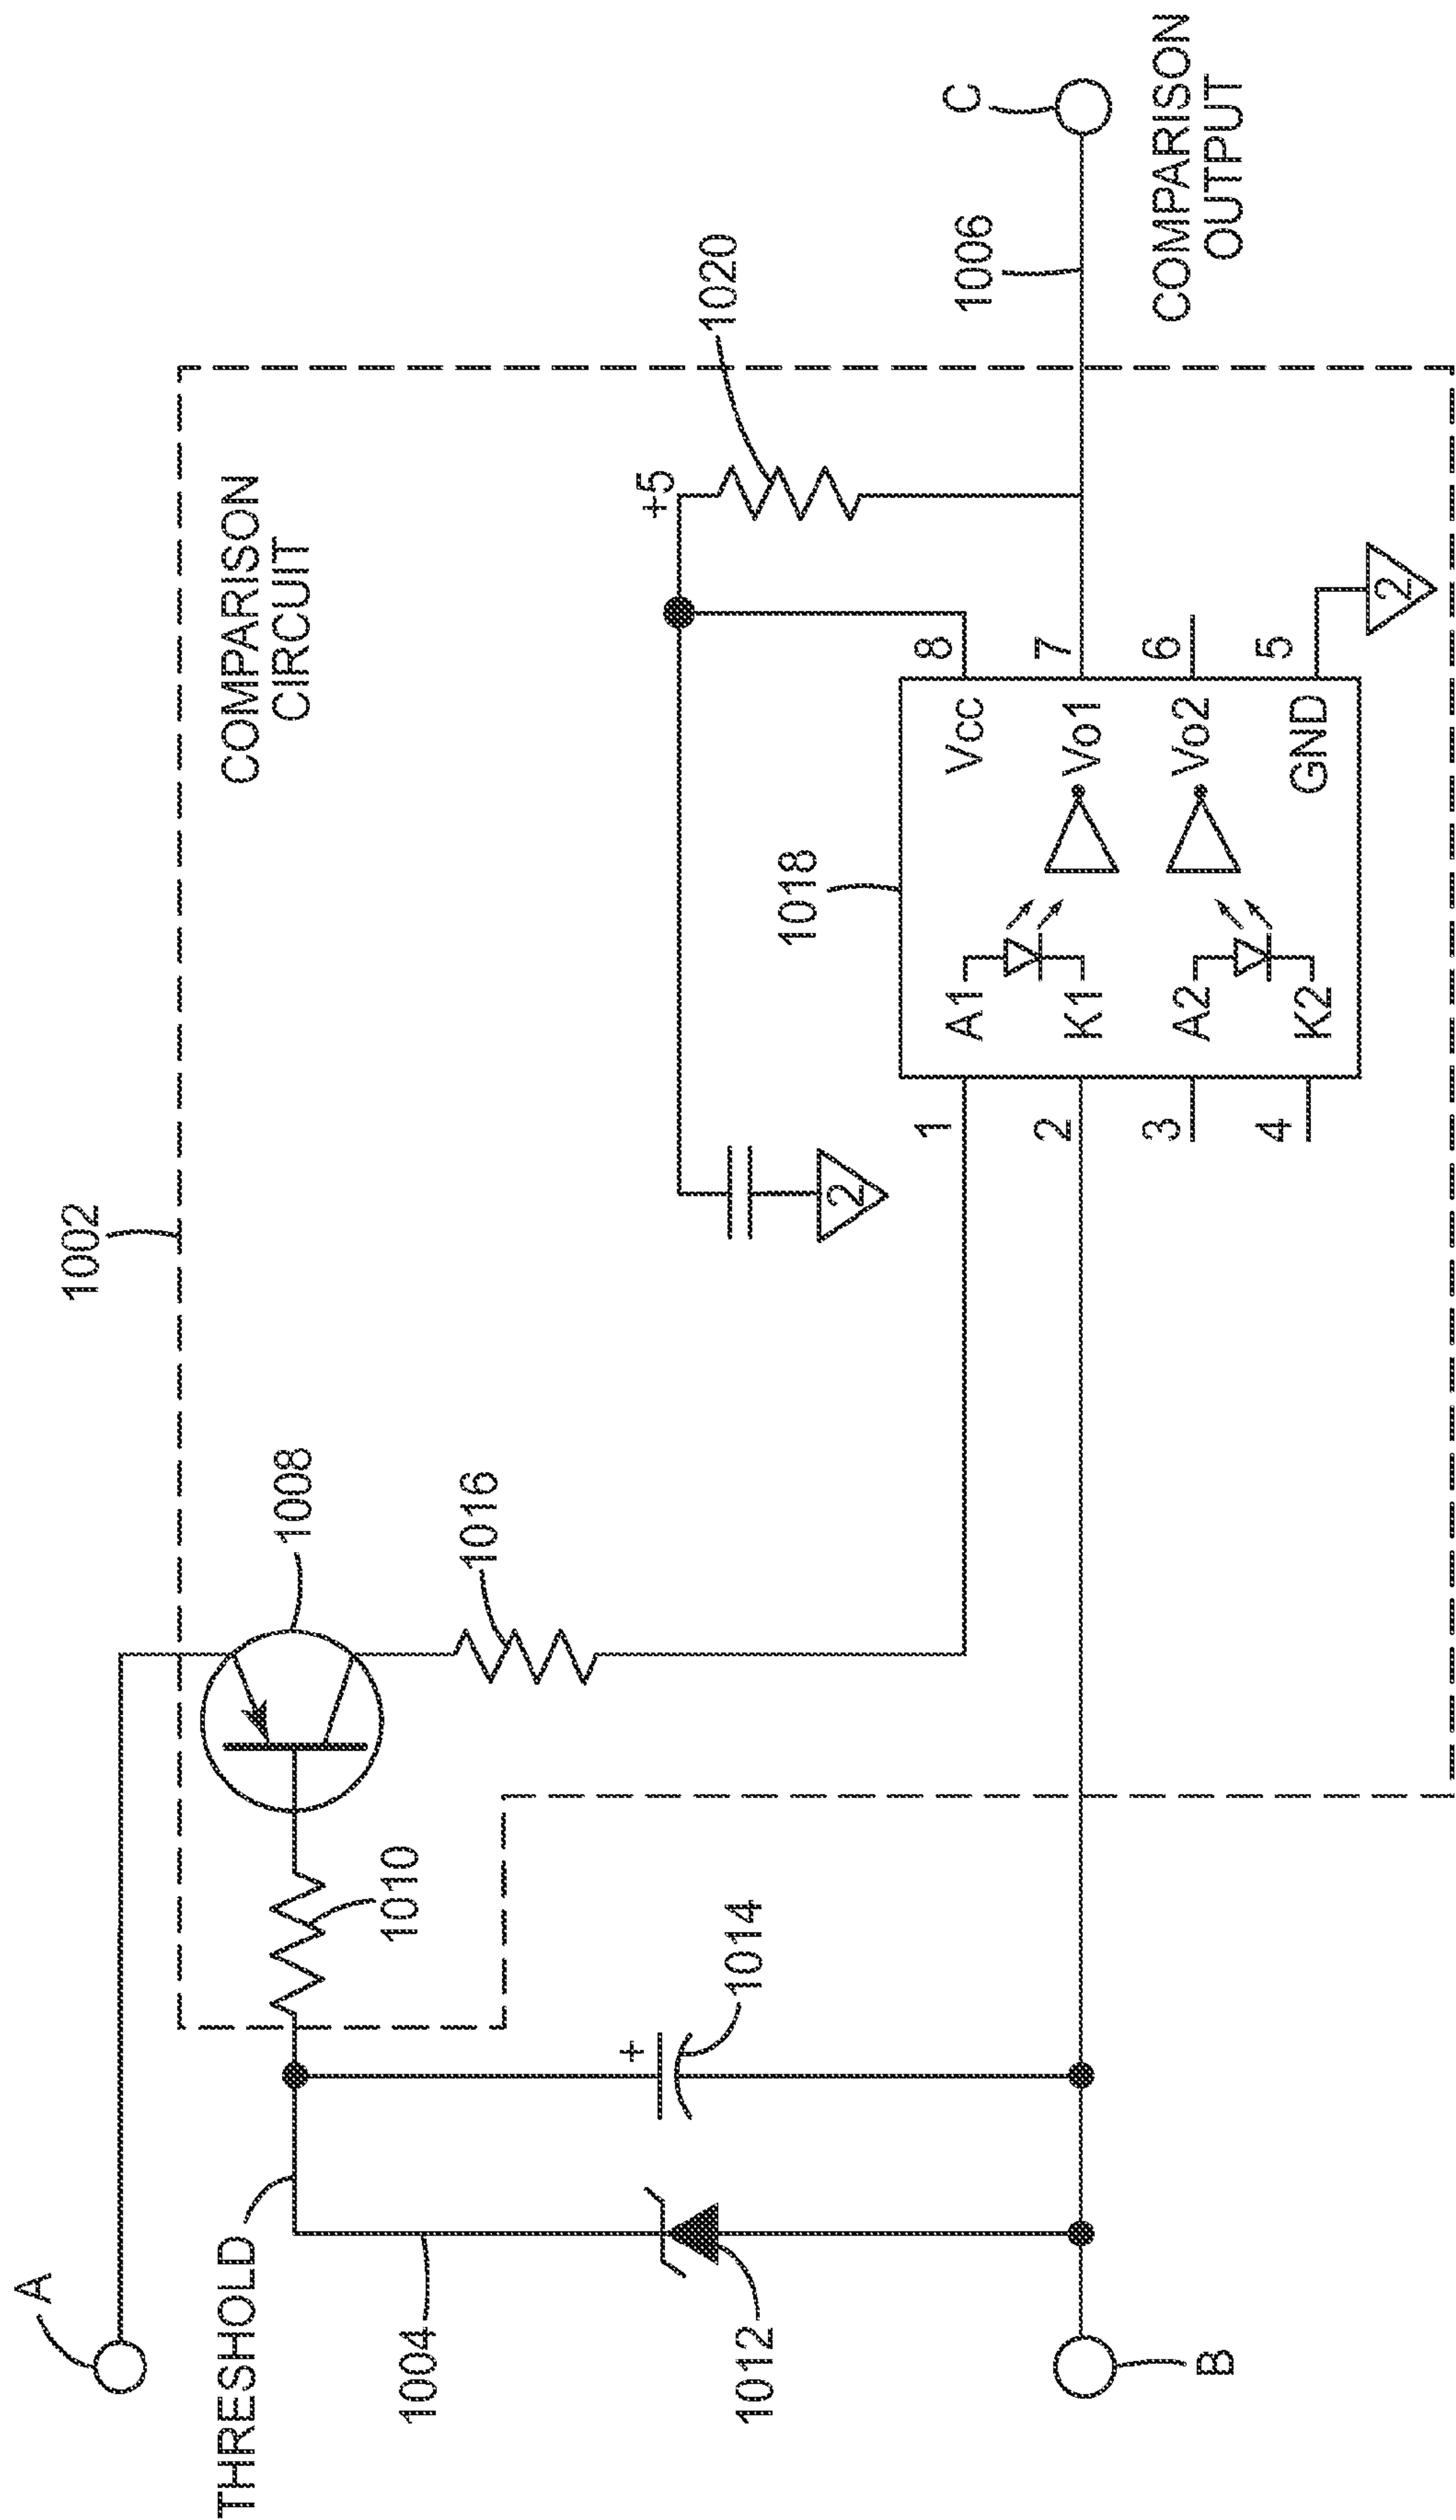 A
THRESHOLD
1004
1012
B
1014
1010
1008
1016
1002
COMPARISON
CIRCUIT
+5
1020
2
1018
1
2
3
4
A1
K1
A2
K2
Vcc
Vo1
Vo2
GND
8
7
6
5
2
1006
C
COMPARISON
OUTPUT